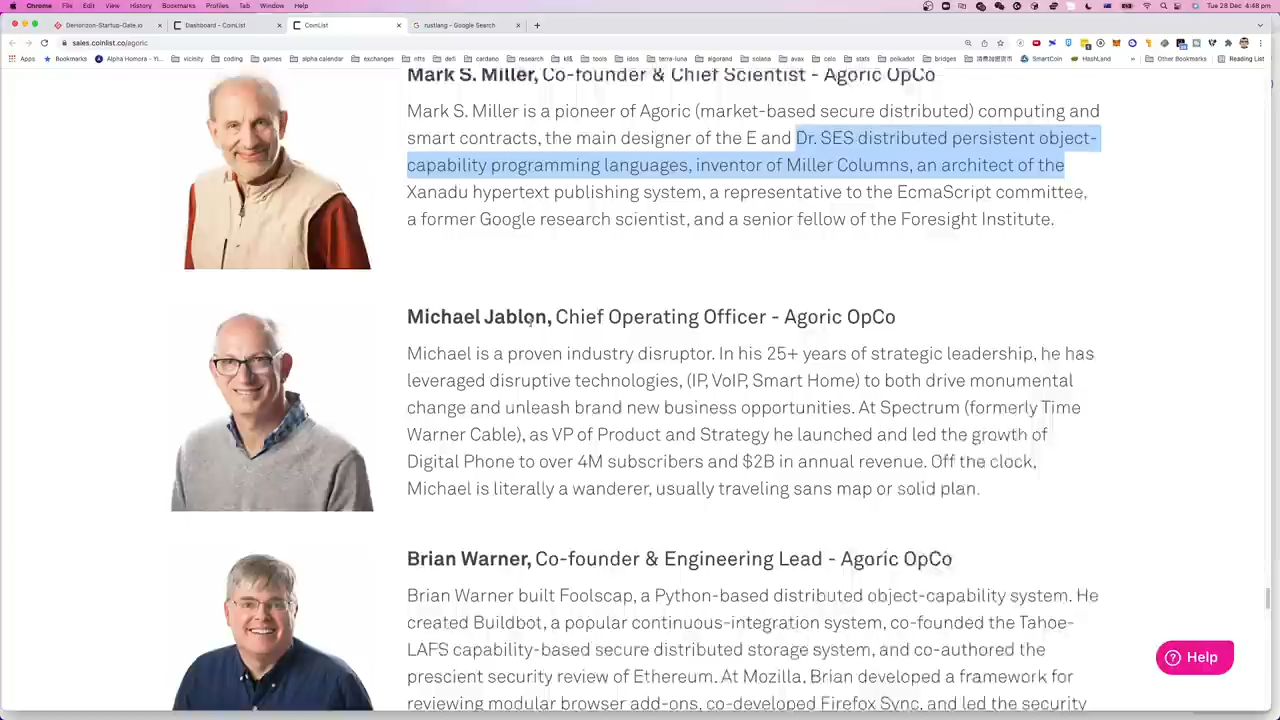 Chrome File Edit View History Bookmarks Profiles Tab Window Help
Tue 28 Dec 4:48 pm
DeHorizon-Startup-Gate.io
Dashboard - CoinList
CoinList
rustlang - Google Search
sales.coinlist.co/agoric
Apps Bookmarks Alpha Homora - Yi... vicinity coding games nfts defi cardano research tools idos terra-luna alpha calendar exchanges algorand solana avax celo stats polkadot bridges SmartCoin HashLand Other Bookmarks Reading List
Mark S. Miller, Co-founder & Chief Scientist - Agoric OpCo
Mark S. Miller is a pioneer of Agoric (market-based secure distributed) computing and
smart contracts, the main designer of the E and Dr. SES distributed persistent object-
capability programming languages, inventor of Miller Columns, an architect of the
Xanadu hypertext publishing system, a representative to the EcmaScript committee,
a former Google research scientist, and a senior fellow of the Foresight Institute.
Michael Jablon, Chief Operating Officer - Agoric OpCo
Michael is a proven industry disruptor. In his 25+ years of strategic leadership, he has
leveraged disruptive technologies, (IP, VoIP, Smart Home) to both drive monumental
change and unleash brand new business opportunities. At Spectrum (formerly Time
Warner Cable), as VP of Product and Strategy he launched and led the growth of
Digital Phone to over 4M subscribers and $2B in annual revenue. Off the clock,
Michael is literally a wanderer, usually traveling sans map or solid plan.
Brian Warner, Co-founder & Engineering Lead - Agoric OpCo
Brian Warner built Foolscap, a Python-based distributed object-capability system. He
created Buildbot, a popular continuous-integration system, co-founded the Tahoe-
LAFS capability-based secure distributed storage system, and co-authored the
prescient security review of Ethereum. At Mozilla, Brian developed a framework for
reviewing modular browser add-ons, co-developed Firefox Sync, and led the security
Help